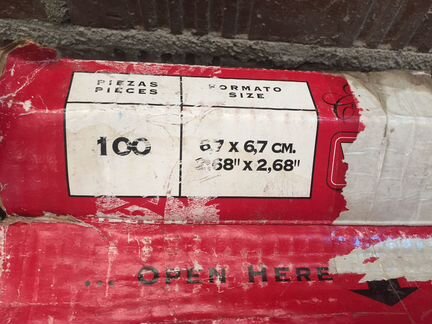 PIEZAS FORMATO
PIECES SIZE
100 6,7 x 6,7 CM.
2,68" x 2,68"
... OPEN HERE